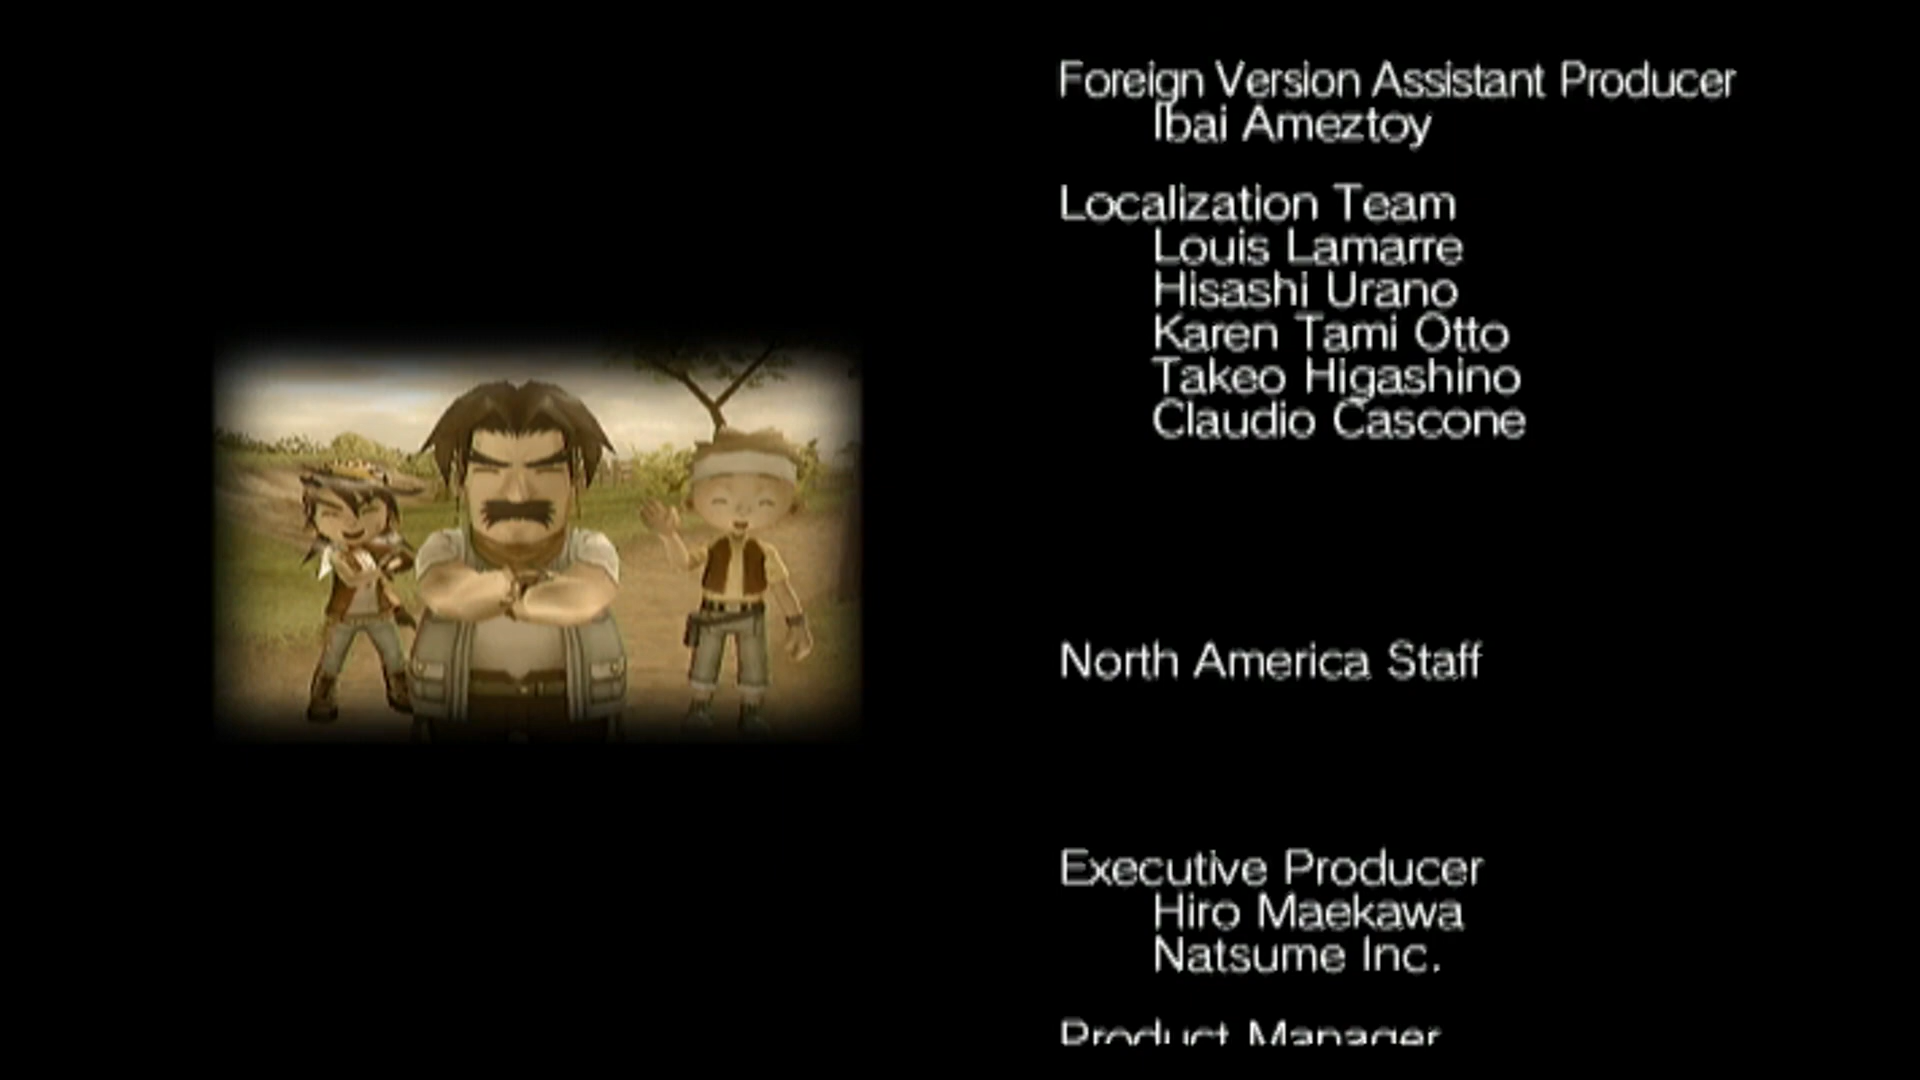 Foreign Version Assistant Producer
Ibai Ameztoy
Localization Team
Louis Lamarre
Hisashi Urano
Karen Tami Otto
Takeo Higashino
Claudio Cascone
North America Staff
Executive Producer
Hiro Maekawa
Natsume Inc.
Product Manager